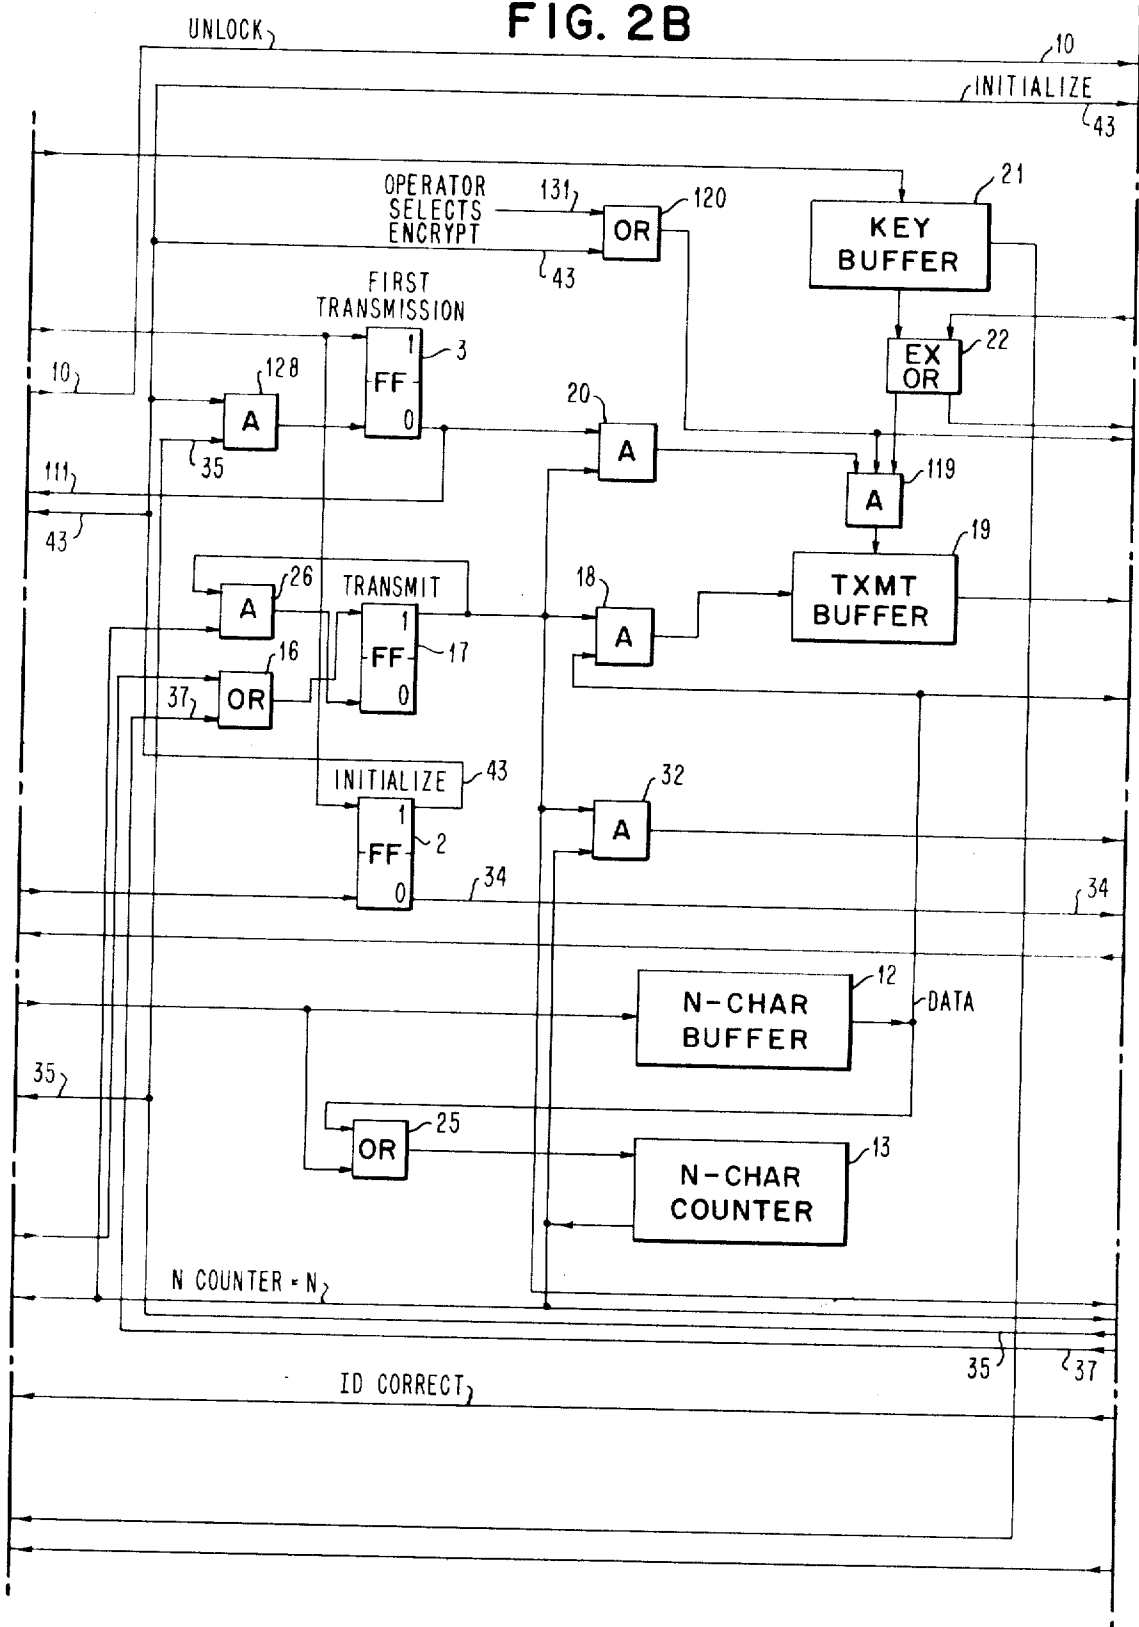 FIG. 2B
UNLOCK
10
INITIALIZE
43
OPERATOR
SELECTS
ENCRYPT
131
OR
120
43
KEY
BUFFER
21
FIRST
TRANSMISSION
1
FF
0
3
EX
OR
22
10
A
128
35
20
A
111
43
A
119
TXMT
BUFFER
19
A
26
TRANSMIT
1
FF
0
17
18
A
OR
16
37
INITIALIZE
43
1
FF
0
2
A
32
34
34
N-CHAR
BUFFER
12
DATA
35
OR
25
N-CHAR
COUNTER
13
N COUNTER = N
35
37
ID CORRECT